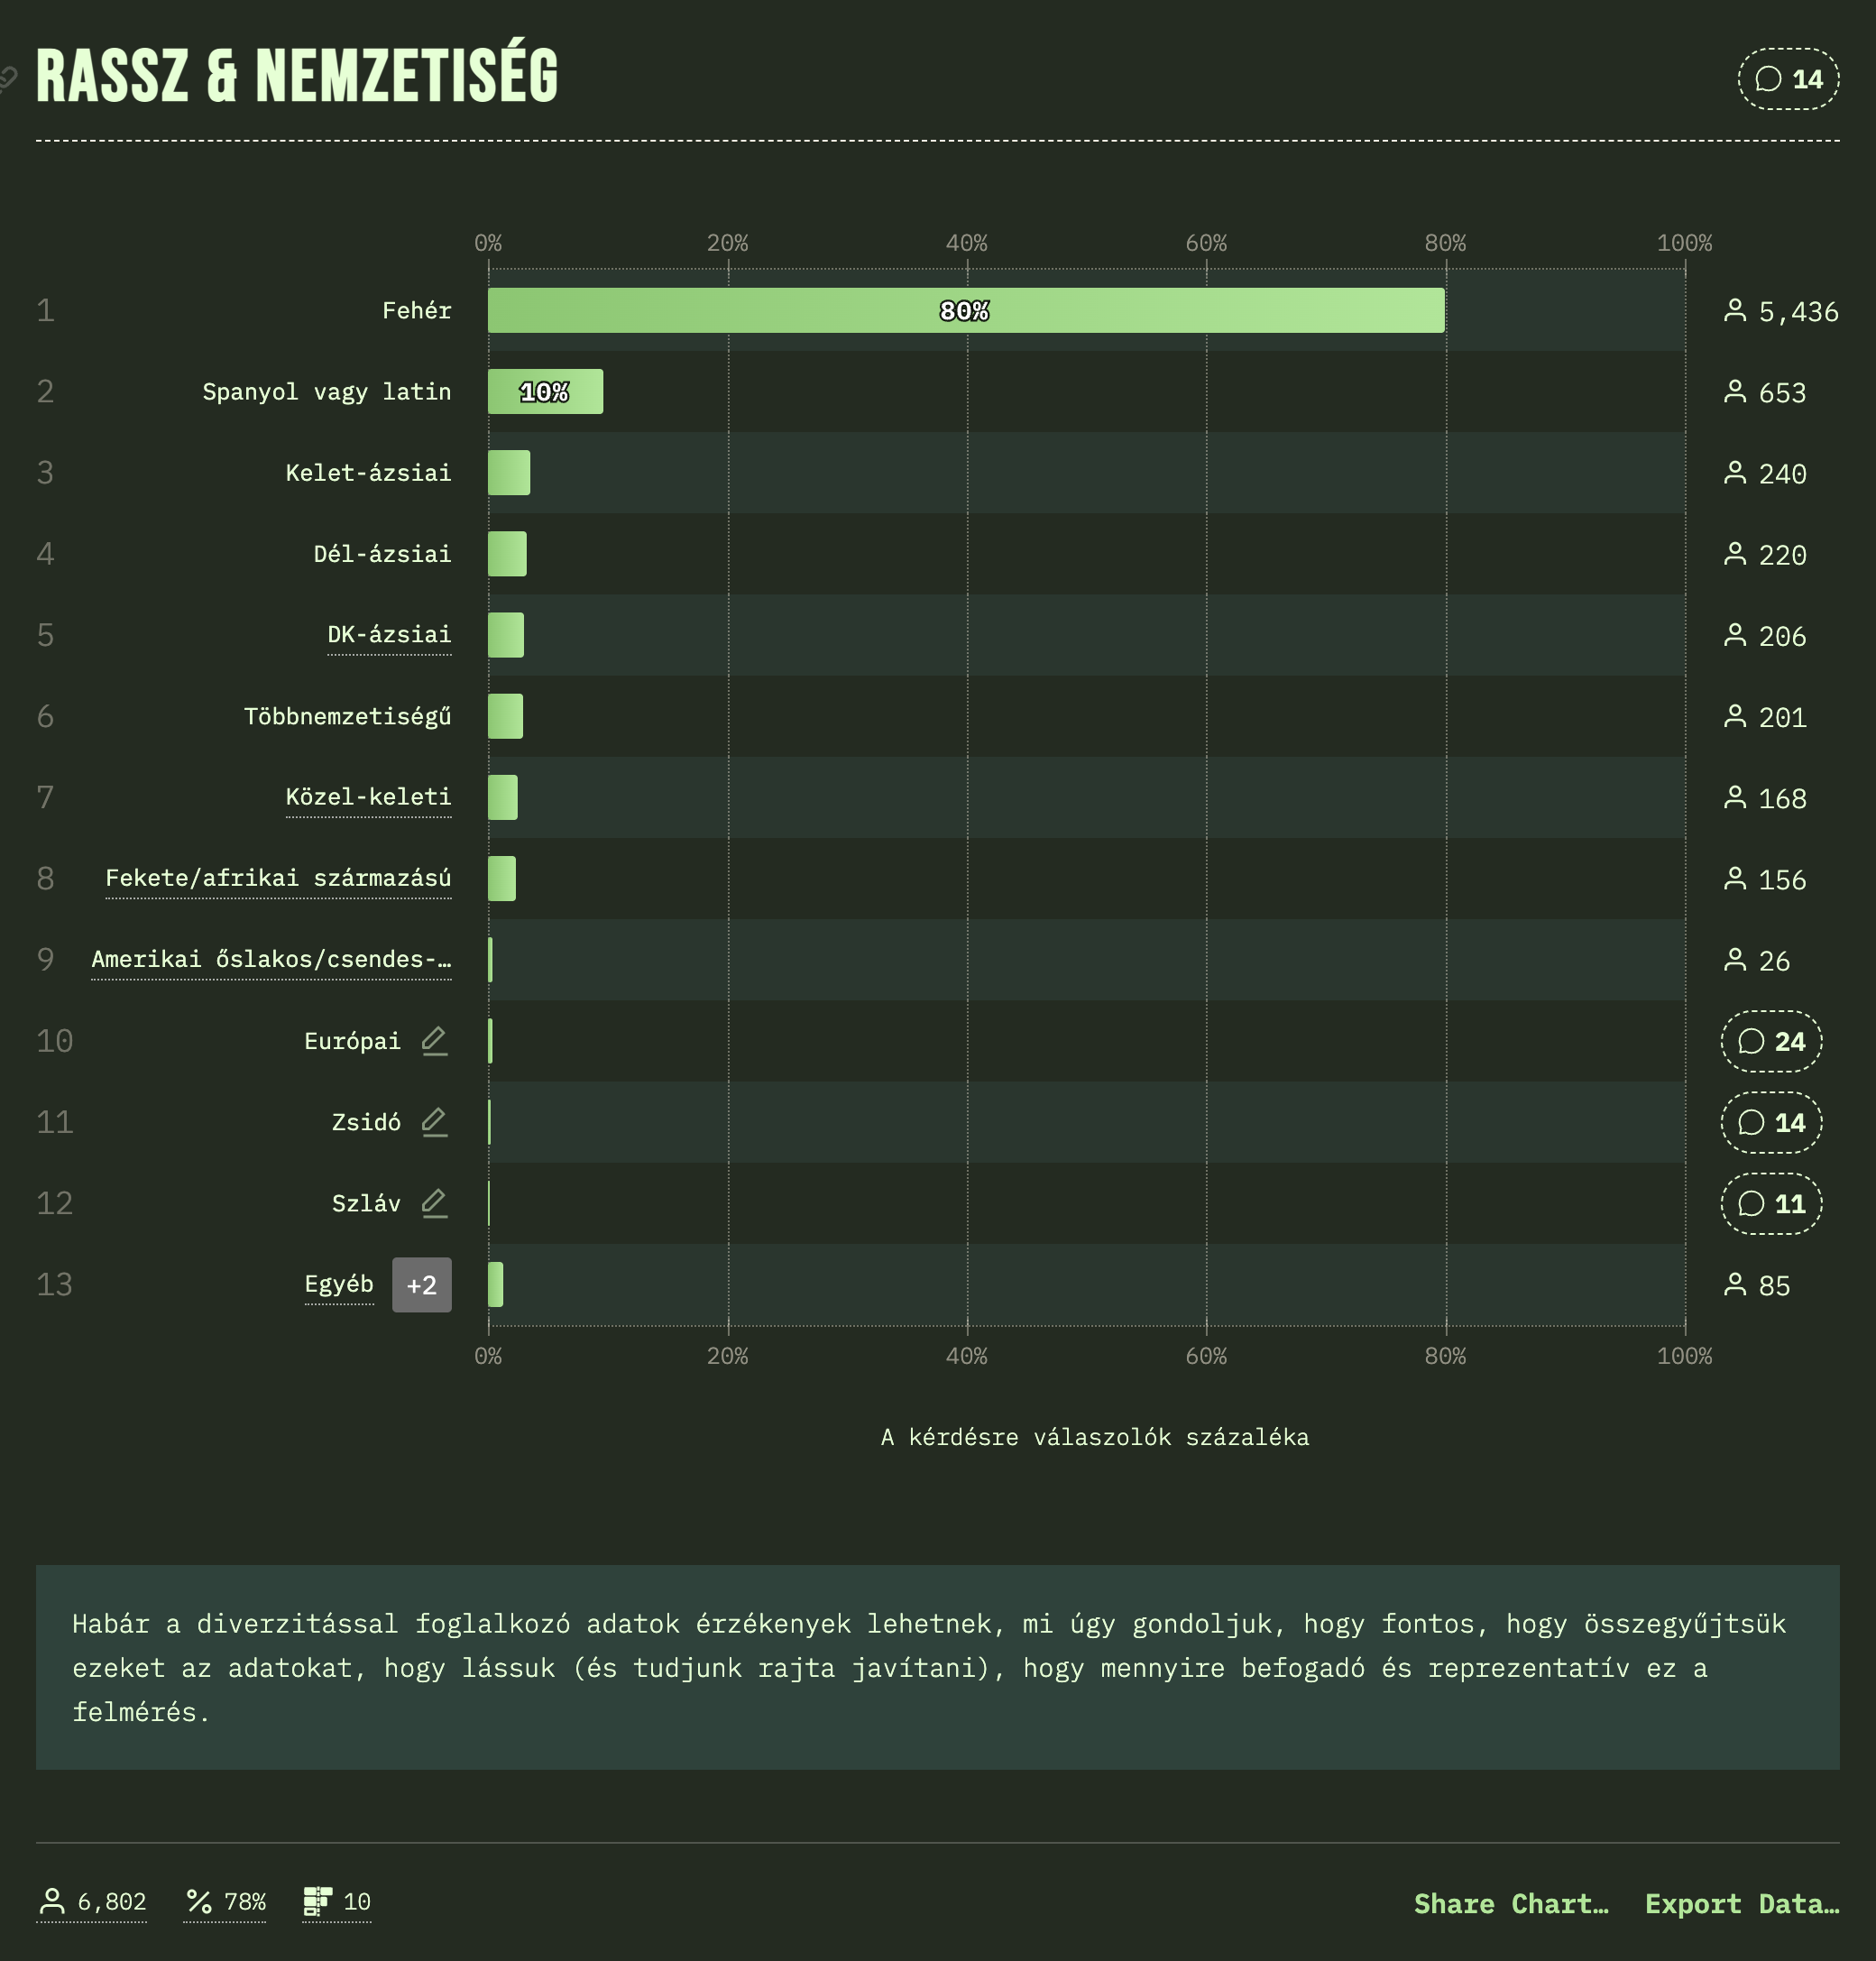 RASSZ & NEMZETISÉG
14
0% 20% 40% 60% 80% 100%
1 Fehér 80% 5,436
2 Spanyol vagy latin 10% 653
3 Kelet-ázsiai 240
4 Dél-ázsiai 220
5 DK-ázsiai 206
6 Többnemzetiségű 201
7 Közel-keleti 168
8 Fekete/afrikai származású 156
9 Amerikai őslakos/csendes-… 26
10 Európai 24
11 Zsidó 14
12 Szláv 11
13 Egyéb +2 85
0% 20% 40% 60% 80% 100%
A kérdésre válaszolók százaléka
Habár a diverzitással foglalkozó adatok érzékenyek lehetnek, mi úgy gondoljuk, hogy fontos, hogy összegyűjtsük
ezeket az adatokat, hogy lássuk (és tudjunk rajta javítani), hogy mennyire befogadó és reprezentatív ez a
felmérés.
6,802 78% 10 Share Chart… Export Data…